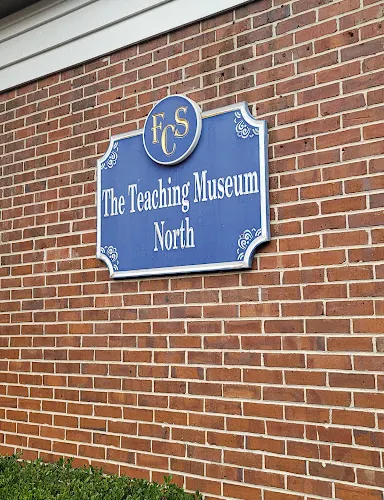 FCS
The Teaching Museum
North